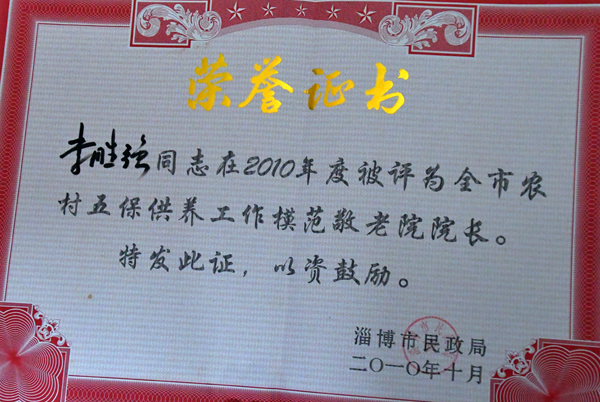 荣誉证书
李胜强同志在2010年度被评为全市农
村五保供养工作模范敬老院院长。
特发此证，以资鼓励。
淄博市民政局
二〇一〇年十月